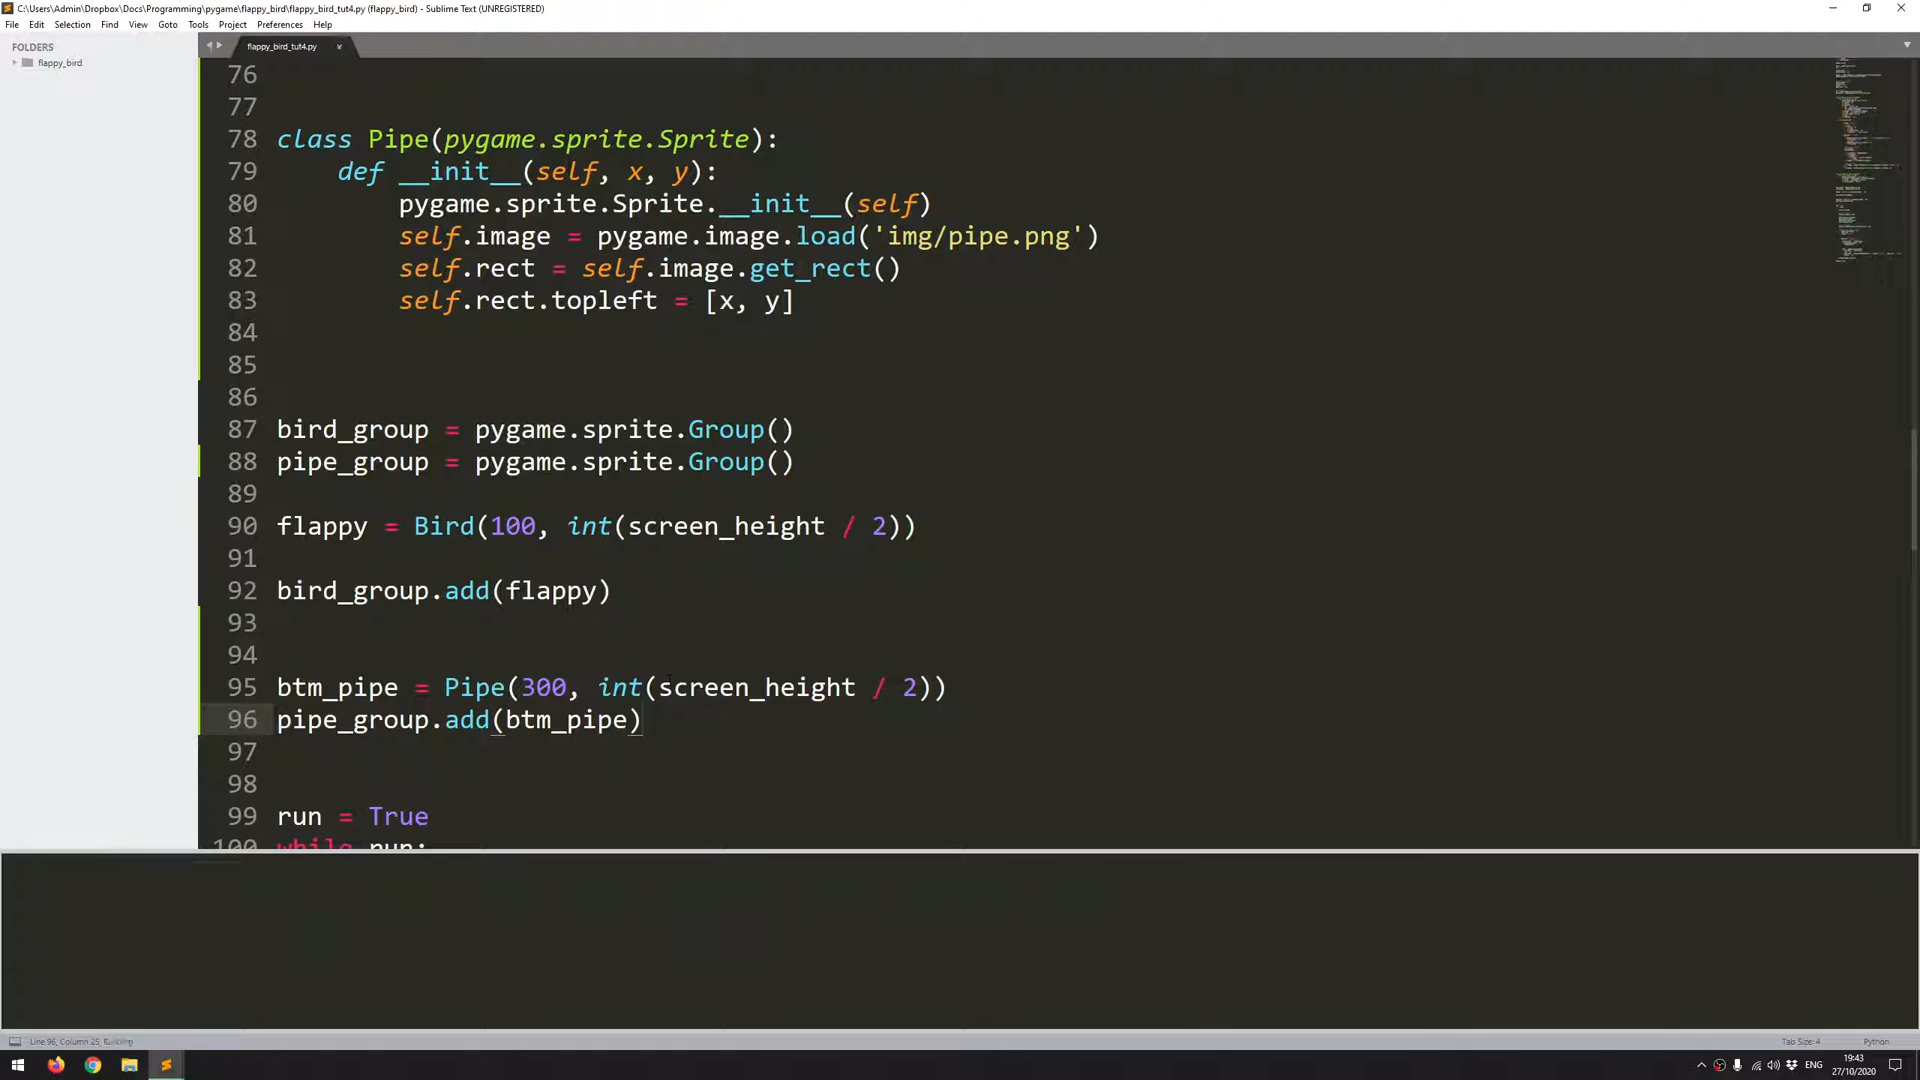 C:\Users\Admin\Dropbox\Docs\Programming\pygame\flappy_bird\flappy_bird_tut4.py (flappy_bird) - Sublime Text (UNREGISTERED)
File Edit Selection Find View Goto Tools Project Preferences Help
FOLDERS
flappy_bird
flappy_bird_tut4.py
76
77
78 class Pipe(pygame.sprite.Sprite):
79 def __init__(self, x, y):
80 pygame.sprite.Sprite.__init__(self)
81 self.image = pygame.image.load('img/pipe.png')
82 self.rect = self.image.get_rect()
83 self.rect.topleft = [x, y]
84
85
86
87 bird_group = pygame.sprite.Group()
88 pipe_group = pygame.sprite.Group()
89
90 flappy = Bird(100, int(screen_height / 2))
91
92 bird_group.add(flappy)
93
94
95 btm_pipe = Pipe(300, int(screen_height / 2))
96 pipe_group.add(btm_pipe)
97
98
99 run = True
100 while run:
Line 96, Column 25, Building
Tab Size: 4 Python
ENG
19:43
27/10/2020